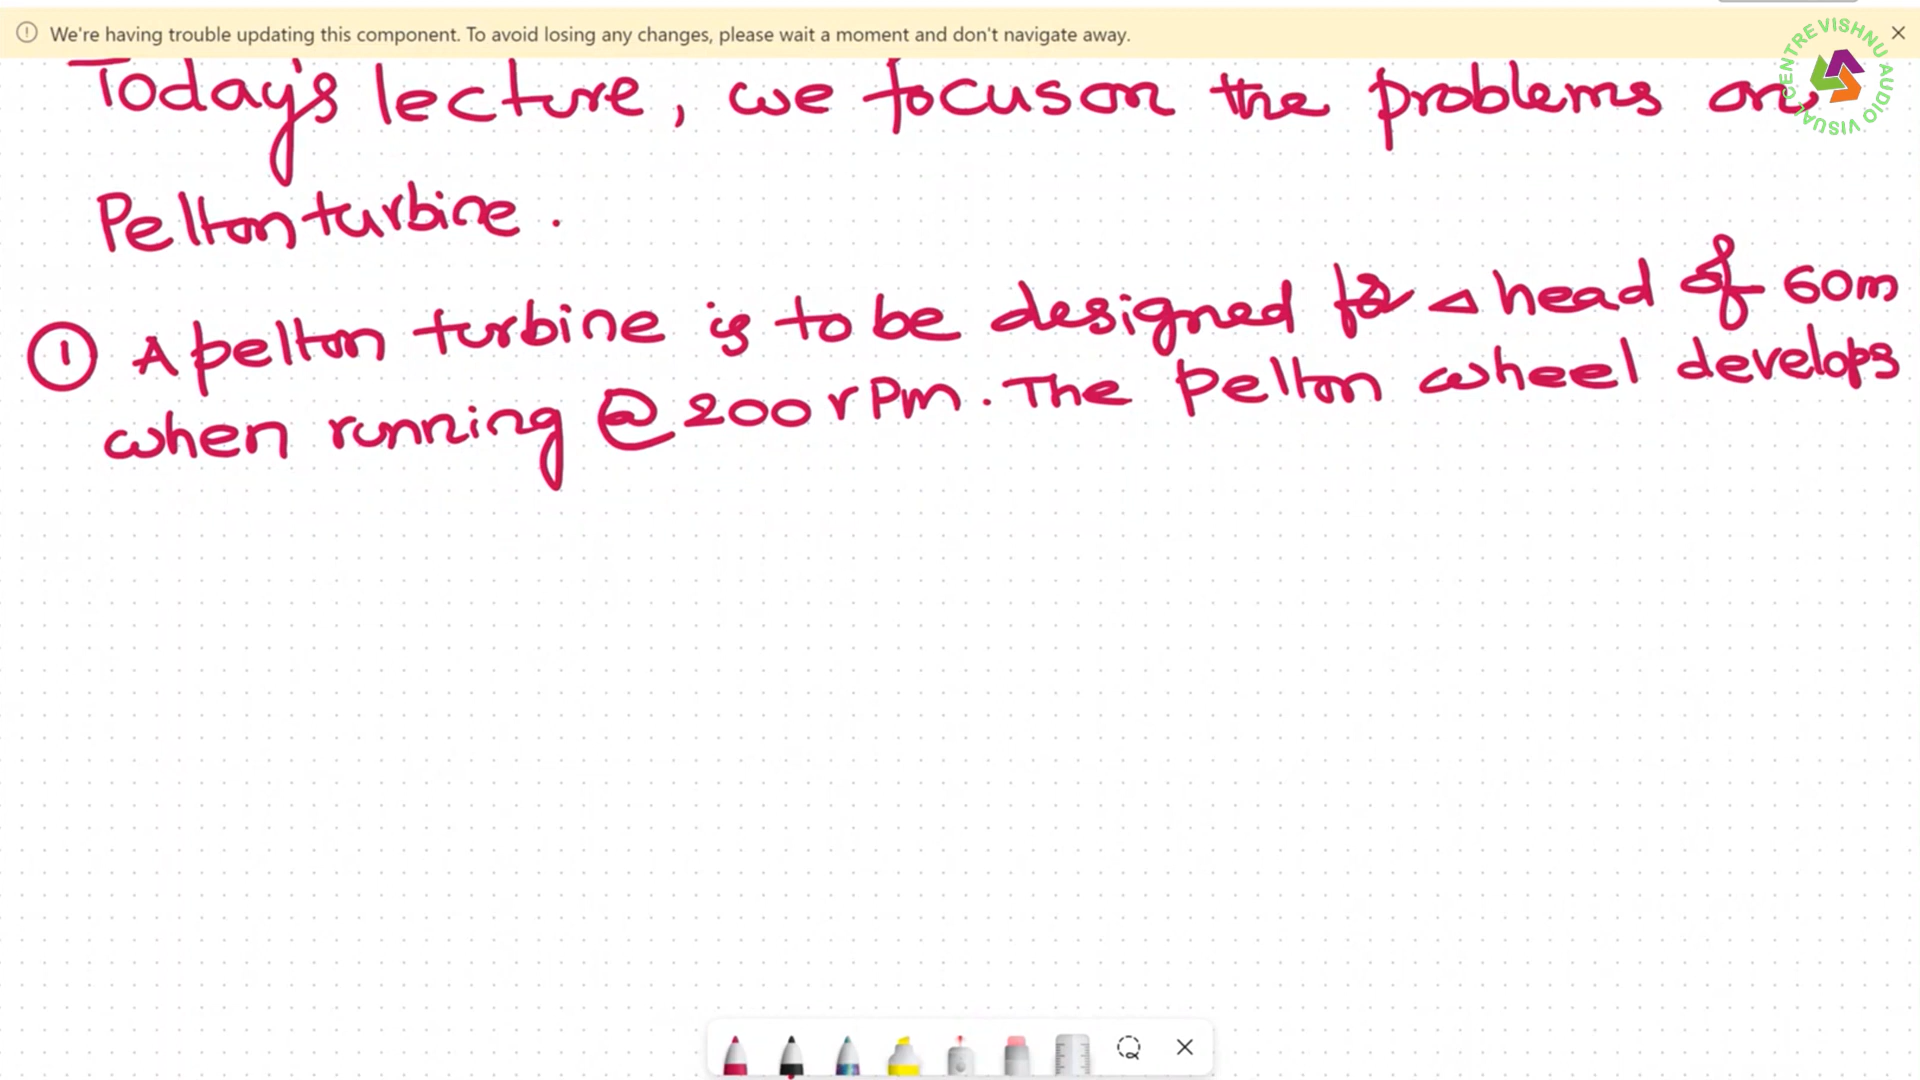 We're having trouble updating this component. To avoid losing any changes, please wait a moment and don't navigate away.
VISHNU AUDIO VISUAL CENTRE
Today's lecture, we focus on the problems on
Pelton turbine.
① A pelton turbine is to be designed for a head of 60m
when running @ 200 rPm. The pelton wheel develops